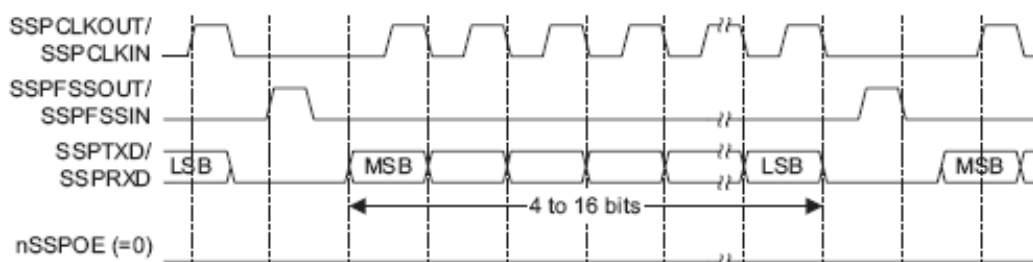 SSPCLKOUT/
SSPCLKIN
SSPFSSOUT/
SSPFSSIN
SSPTXD/
SSPRXD
LSB
MSB
LSB
MSB
4 to 16 bits
nSSPOE (=0)